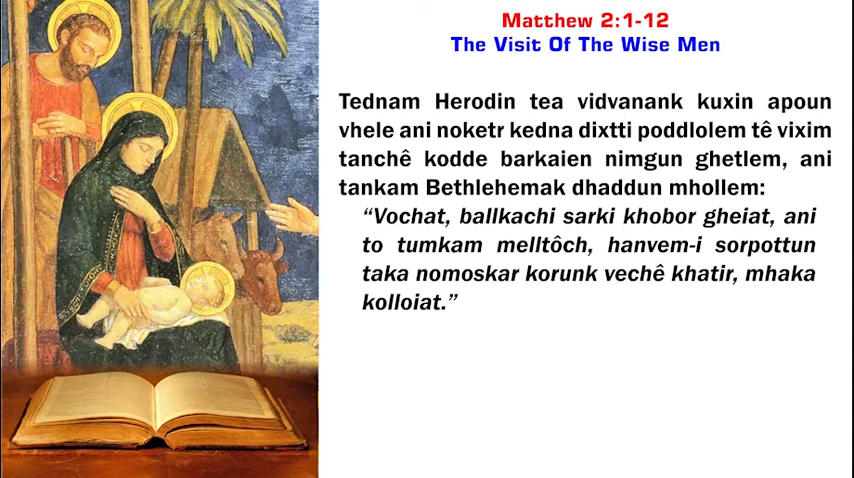 Matthew 2:1-12
The Visit Of The Wise Men
Tednam Herodin tea vidvanank kuxin apoun
vhele ani noketr kedna dixtti poddlolem tê vixim
tanchê kodde barkaien nimgun ghetlem, ani
tankam Bethlehemak dhaddun mhollem:
“Vochat, ballkachi sarki khobor gheiat, ani
to tumkam melltôch, hanvem-i sorpottun
taka nomoskar korunk vechê khatir, mhaka
kolloiat.”